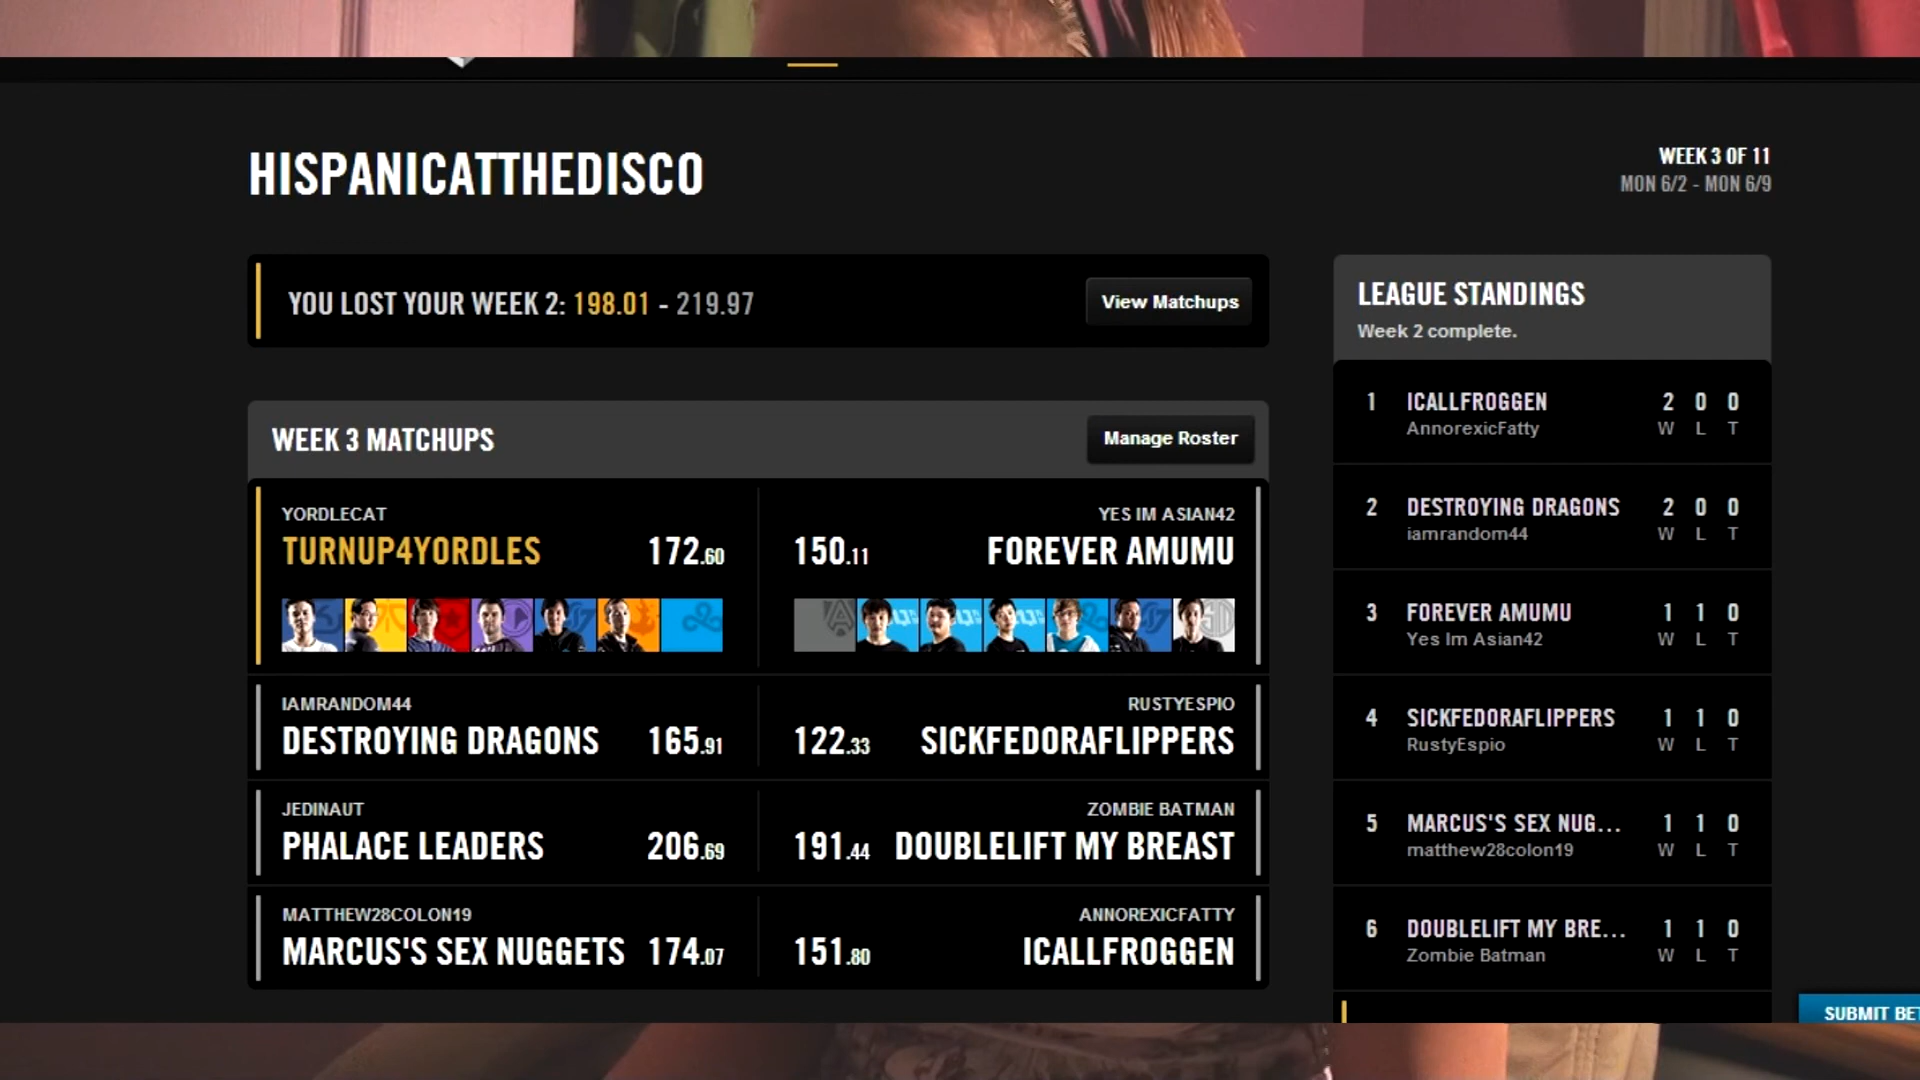 HISPANICATTHEDISCO
WEEK 3 OF 11
MON 6/2 - MON 6/9
YOU LOST YOUR WEEK 2: 198.01 - 219.97
View Matchups
WEEK 3 MATCHUPS
Manage Roster
YORDLECAT
TURNUP4YORDLES 172.60
YES IM ASIAN42
150.11 FOREVER AMUMU
IAMRANDOM44
DESTROYING DRAGONS 165.91
RUSTYESPIO
122.33 SICKFEDORAFLIPPERS
JEDINAUT
PHALACE LEADERS 206.69
ZOMBIE BATMAN
191.44 DOUBLELIFT MY BREAST
MATTHEW28COLON19
MARCUS'S SEX NUGGETS 174.07
ANNOREXICFATTY
151.80 ICALLFROGGEN
LEAGUE STANDINGS
Week 2 complete.
1 ICALLFROGGEN 2 0 0
AnnorexicFatty W L T
2 DESTROYING DRAGONS 2 0 0
iamrandom44 W L T
3 FOREVER AMUMU 1 1 0
Yes Im Asian42 W L T
4 SICKFEDORAFLIPPERS 1 1 0
RustyEspio W L T
5 MARCUS'S SEX NUG... 1 1 0
matthew28colon19 W L T
6 DOUBLELIFT MY BRE... 1 1 0
Zombie Batman W L T
SUBMIT BET